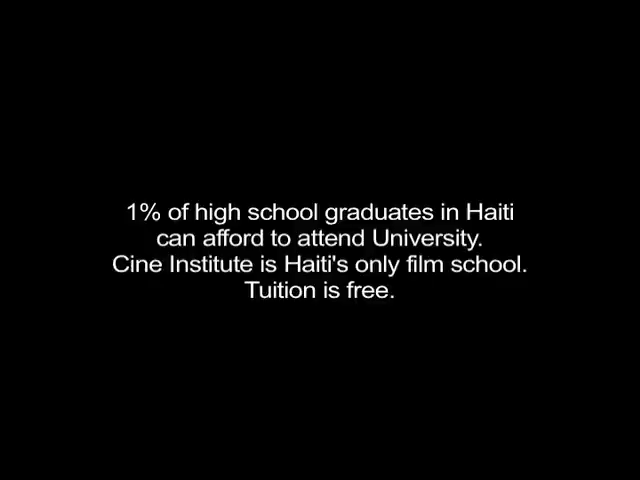 1% of high school graduates in Haiti
can afford to attend University.
Cine Institute is Haiti's only film school.
Tuition is free.